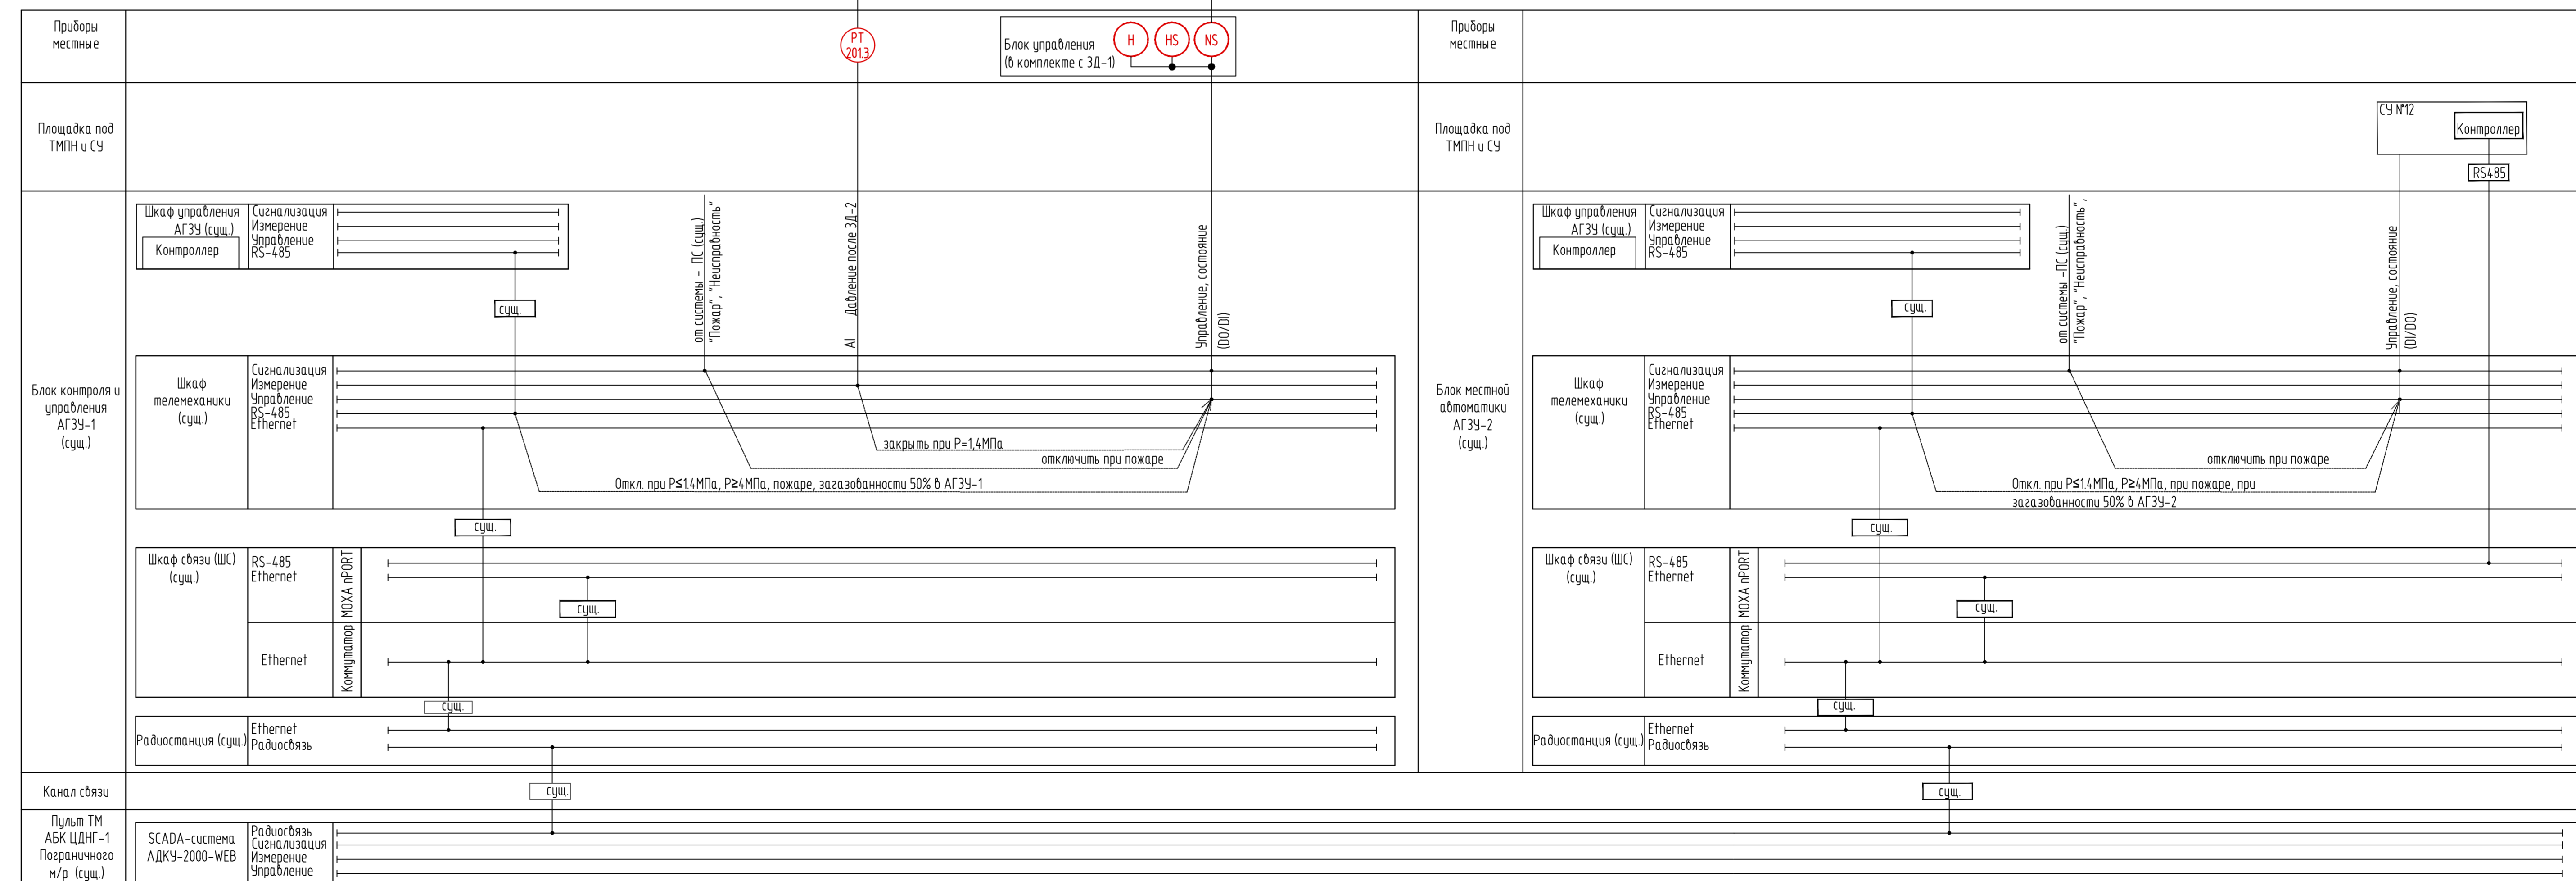 Приборы
местные
PT
2013
Блок управления
(в комплекте с ЗД-1)
H
HS
NS
Приборы
местные
Площадка под
ТМПН и СУ
Площадка под
ТМПН и СУ
СУ №12
Контроллер
RS485
Блок контроля и
управления
АГЗУ-1
(сущ.)
Шкаф управления
АГЗУ (сущ.)
Контроллер
Сигнализация
Измерение
Управление
RS-485
сущ.
от системы - ПС (сущ.)
"Пожар", "Неисправность"
AI Давление после ЗД-2
Управление, состояние
(DO/DI)
Шкаф
телемеханики
(сущ.)
Сигнализация
Измерение
Управление
RS-485
Ethernet
закрыть при Р=1,4МПа
отключить при пожаре
Откл. при Р≤1.4МПа, Р≥4МПа, пожаре, загазованности 50% в АГЗУ-1
сущ.
Шкаф связи (ШС)
(сущ.)
RS-485
Ethernet
MOXA nPORT
сущ.
Ethernet
Коммутатор
сущ.
Радиостанция (сущ.)
Ethernet
Радиосвязь
Блок местной
автоматики
АГЗУ-2
(сущ.)
Шкаф управления
АГЗУ (сущ.)
Контроллер
Сигнализация
Измерение
Управление
RS-485
сущ.
от системы -ПС (сущ.)
"Пожар", "Неисправность",
Управление, состояние
(DI/DO)
Шкаф
телемеханики
(сущ.)
Сигнализация
Измерение
Управление
RS-485
Ethernet
отключить при пожаре
Откл. при Р≤1.4МПа, Р≥4МПа, при пожаре, при
загазованности 50% в АГЗУ-2
сущ.
Шкаф связи (ШС)
(сущ.)
RS-485
Ethernet
MOXA nPORT
сущ.
Ethernet
Коммутатор
сущ.
Радиостанция (сущ.)
Ethernet
Радиосвязь
Канал связи
сущ.
сущ.
Пульт ТМ
АБК ЦДНГ-1
Пограничного
м/р (сущ.)
SCADA-система
АДКУ-2000-WEB
Радиосвязь
Сигнализация
Измерение
Управление